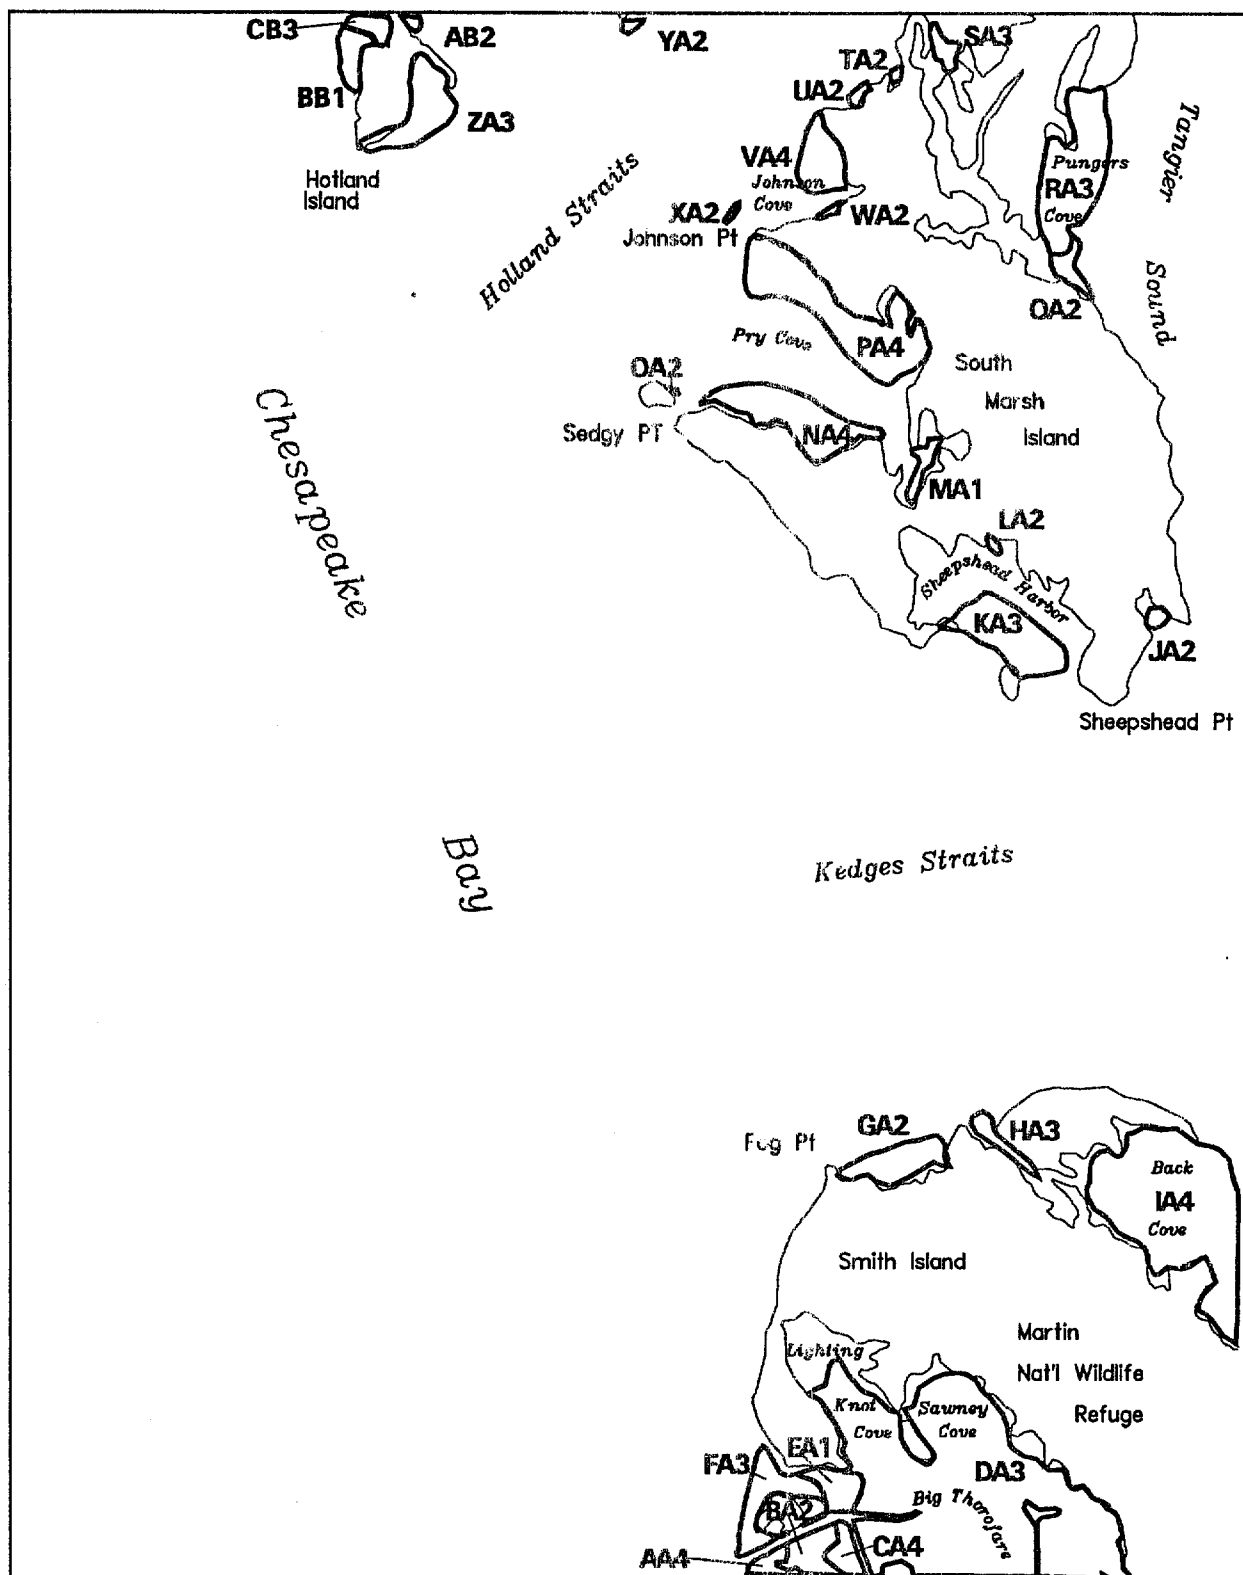 CB3
AB2
YA2
SA3
TA2
UA2
BB1
ZA3
Tangier
VA4
Pungers
RA3
Cove
Johnson
Cove
Hotland
Island
Holland Straits
XA2
WA2
Johnson Pt
Sound
OA2
Pry Cove
PA4
South
Marsh
Island
OA2
Sedgy PT
NA4
Chesapeake
MA1
LA2
Sheepshead Harbor
KA3
JA2
Sheepshead Pt
Bay
Kedges Straits
GA2
HA3
Pt
Back
IA4
Cove
Smith Island
Martin
Nat'l Wildlife
Refuge
Lighting
Knot
Cove
Sawney
Cove
EA1
FA3
DA3
BA2
Big Thorofare
CA4
AA4